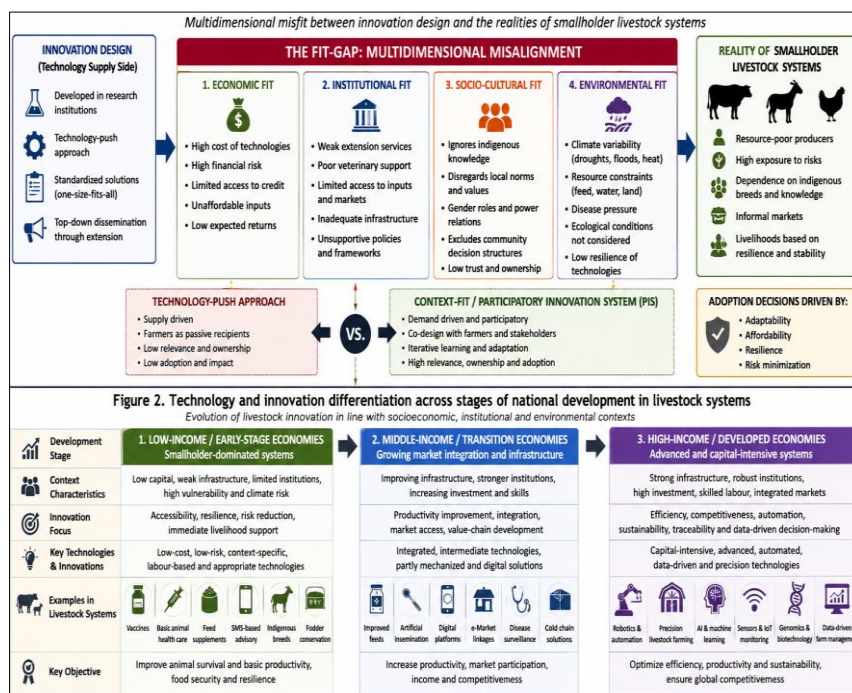 Multidimensional misfit between innovation design and the realities of smallholder livestock systems
INNOVATION DESIGN
(Technology Supply Side)
Developed in research
institutions
Technology-push
approach
Standardized solutions
(one-size-fits-all)
Top-down dissemination
through extension
THE FIT-GAP: MULTIDIMENSIONAL MISALIGNMENT
1. ECONOMIC FIT
$
• High cost of technologies
• High financial risk
• Limited access to credit
• Unaffordable inputs
• Low expected returns
2. INSTITUTIONAL FIT
• Weak extension services
• Poor veterinary support
• Limited access to inputs
and markets
• Inadequate infrastructure
• Unsupportive policies
and frameworks
3. SOCIO-CULTURAL FIT
• Ignores indigenous
knowledge
• Disregards local norms
and values
• Gender roles and power
relations
• Excludes community
decision structures
• Low trust and ownership
4. ENVIRONMENTAL FIT
• Climate variability
(droughts, floods, heat)
• Resource constraints
(feed, water, land)
• Disease pressure
• Ecological conditions
not considered
• Low resilience of
technologies
REALITY OF SMALLHOLDER
LIVESTOCK SYSTEMS
Resource-poor producers
High exposure to risks
Dependence on indigenous
breeds and knowledge
Informal markets
Livelihoods based on
resilience and stability
TECHNOLOGY-PUSH APPROACH
• Supply driven
• Farmers as passive recipients
• Low relevance and ownership
• Low adoption and impact
VS.
CONTEXT-FIT / PARTICIPATORY INNOVATION SYSTEM (PIS)
• Demand driven and participatory
• Co-design with farmers and stakeholders
• Iterative learning and adaptation
• High relevance, ownership and adoption
ADOPTION DECISIONS DRIVEN BY:
• Adaptability
• Affordability
• Resilience
• Risk minimization
Figure 2. Technology and innovation differentiation across stages of national development in livestock systems
Evolution of livestock innovation in line with socioeconomic, institutional and environmental contexts
Development
Stage
1. LOW-INCOME / EARLY-STAGE ECONOMIES
Smallholder-dominated systems
2. MIDDLE-INCOME / TRANSITION ECONOMIES
Growing market integration and infrastructure
3. HIGH-INCOME / DEVELOPED ECONOMIES
Advanced and capital-intensive systems
Context
Characteristics
Low capital, weak infrastructure, limited institutions,
high vulnerability and climate risk
Improving infrastructure, stronger institutions,
increasing investment and skills
Strong infrastructure, robust institutions,
high investment, skilled labour, integrated markets
Innovation
Focus
Accessibility, resilience, risk reduction,
immediate livelihood support
Productivity improvement, integration,
market access, value-chain development
Efficiency, competitiveness, automation,
sustainability, traceability and data-driven decision-making
Key Technologies
& Innovations
Low-cost, low-risk, context-specific,
labour-based and appropriate technologies
Integrated, intermediate technologies,
partly mechanized and digital solutions
Capital-intensive, advanced, automated,
data-driven and precision technologies
Examples in
Livestock Systems
Vaccines
Basic animal
health care
Feed
supplements
SMS-based
advisory
Indigenous
breeds
Fodder
conservation
Improved
feeds
Artificial
insemination
Digital
platforms
e-Market
linkages
Disease
surveillance
Cold chain
solutions
Robotics &
automation
Precision
livestock farming
AI & machine
learning
Sensors & IoT
monitoring
Genomics &
biotechnology
Data-driven
farm managem
Key Objective
Improve animal survival and basic productivity,
food security and resilience
Increase productivity, market participation,
income and competitiveness
Optimize efficiency, productivity and sustainability,
ensure global competitiveness